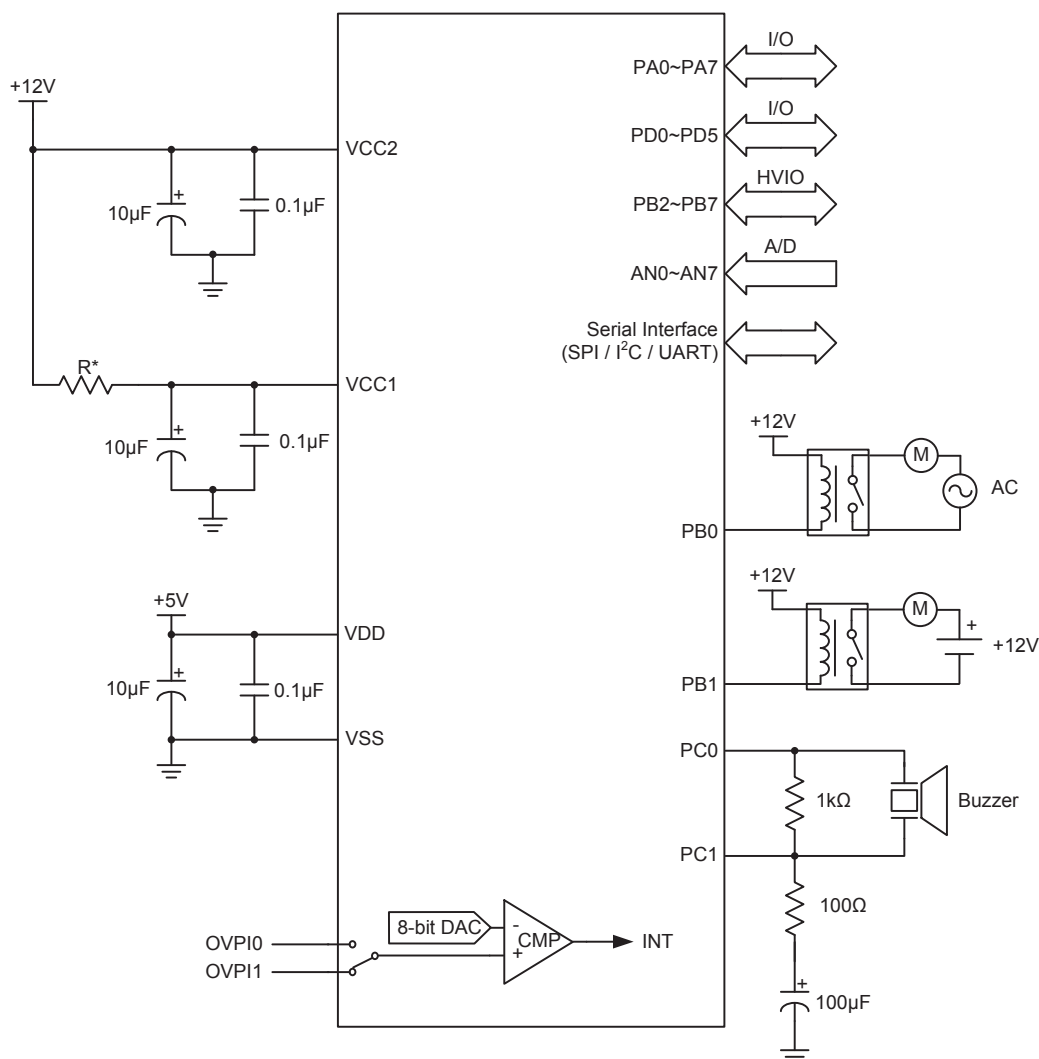 I/O
PA0~PA7
+12V
I/O
PD0~PD5
VCC2
HVIO
+
10μF
0.1μF
PB2~PB7
A/D
AN0~AN7
Serial Interface
(SPI / I²C / UART)
R*
VCC1
+
10μF
0.1μF
+12V
M
AC
PB0
+12V
+5V
M
+
VDD
+12V
+
10μF
0.1μF
PB1
VSS
PC0
1kΩ
Buzzer
PC1
100Ω
8-bit DAC
-
CMP
+
INT
OVPI0
OVPI1
+
100μF